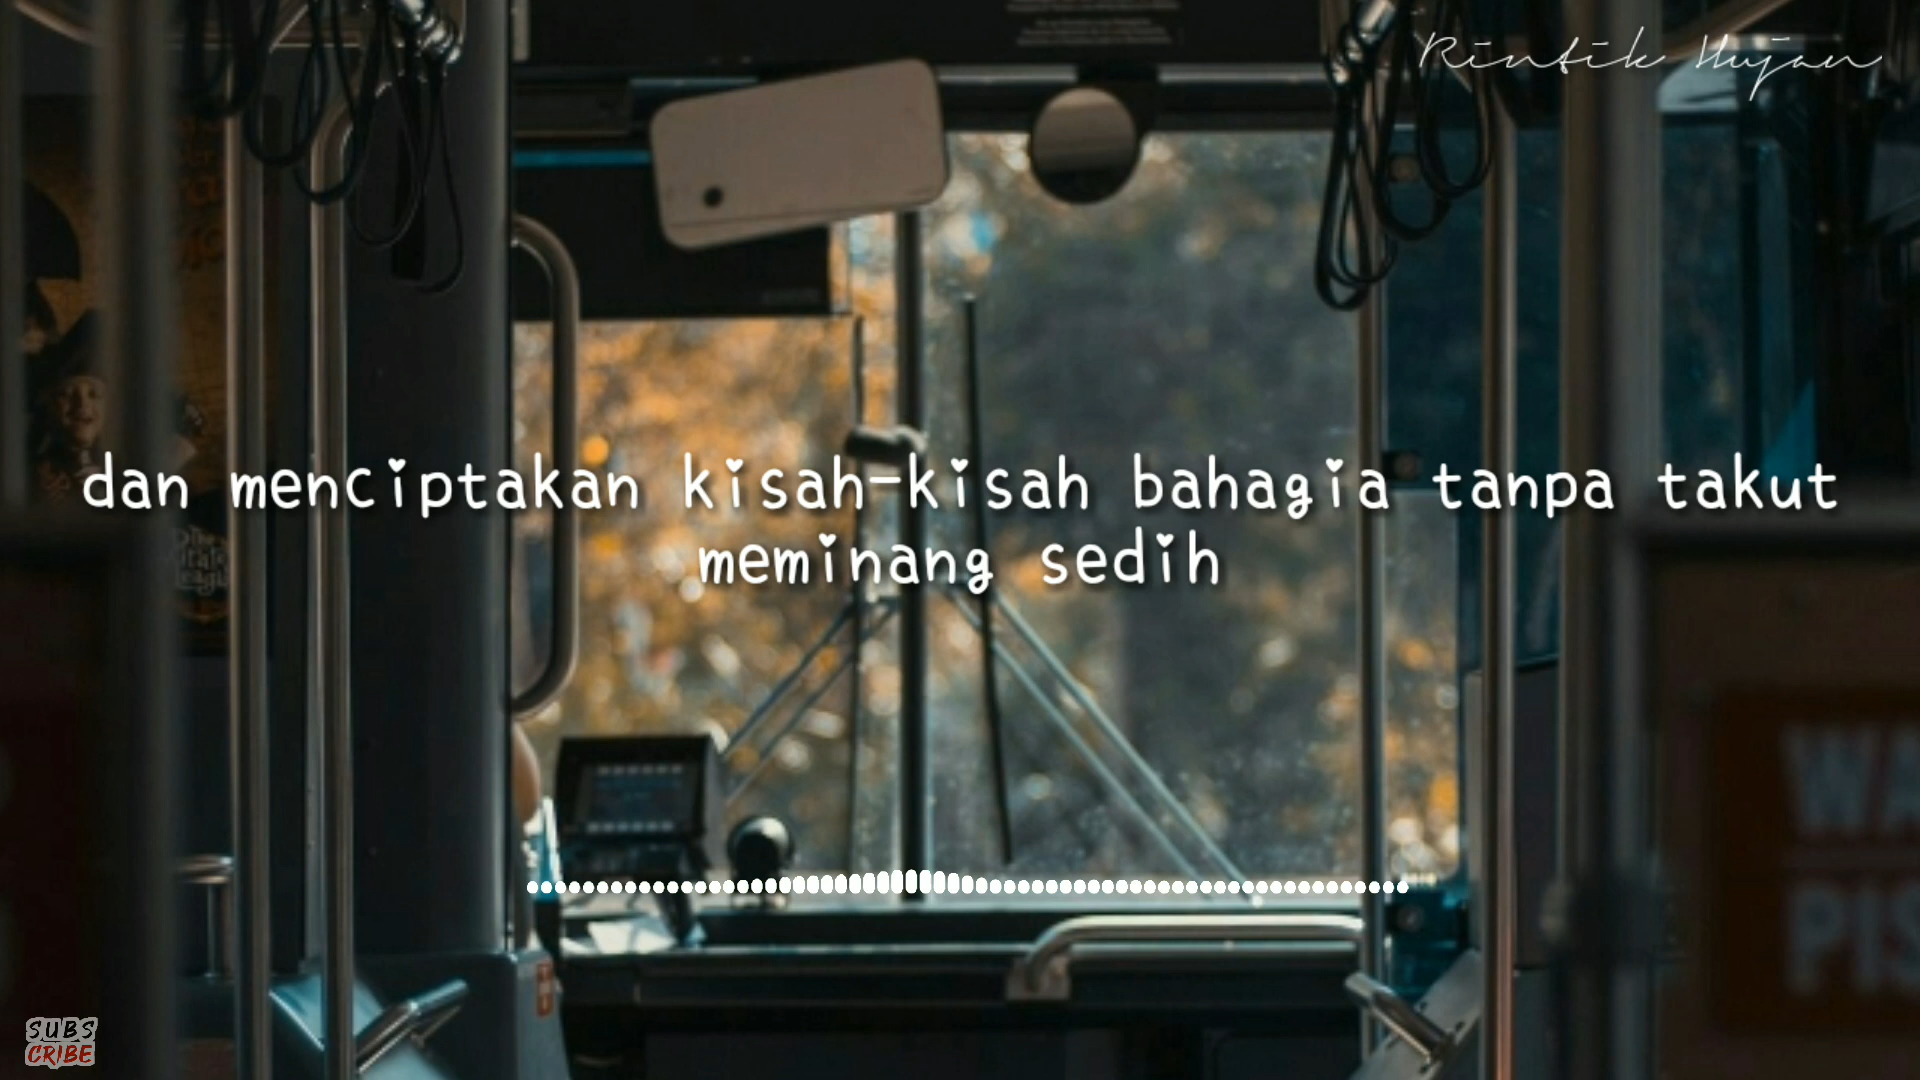 Rintik Hujan
dan menciptakan kisah-kisah bahagia tanpa takut
meminang sedih
SUBS
CRIBE